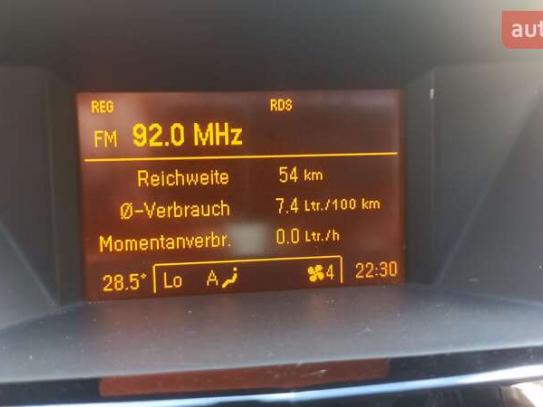 auto
REG RDS
FM 92.0 MHz
Reichweite 54 km
Ø-Verbrauch 7.4 Ltr./100 km
Momentanverbr. 0.0 Ltr./h
28.5° Lo A 4 22:30